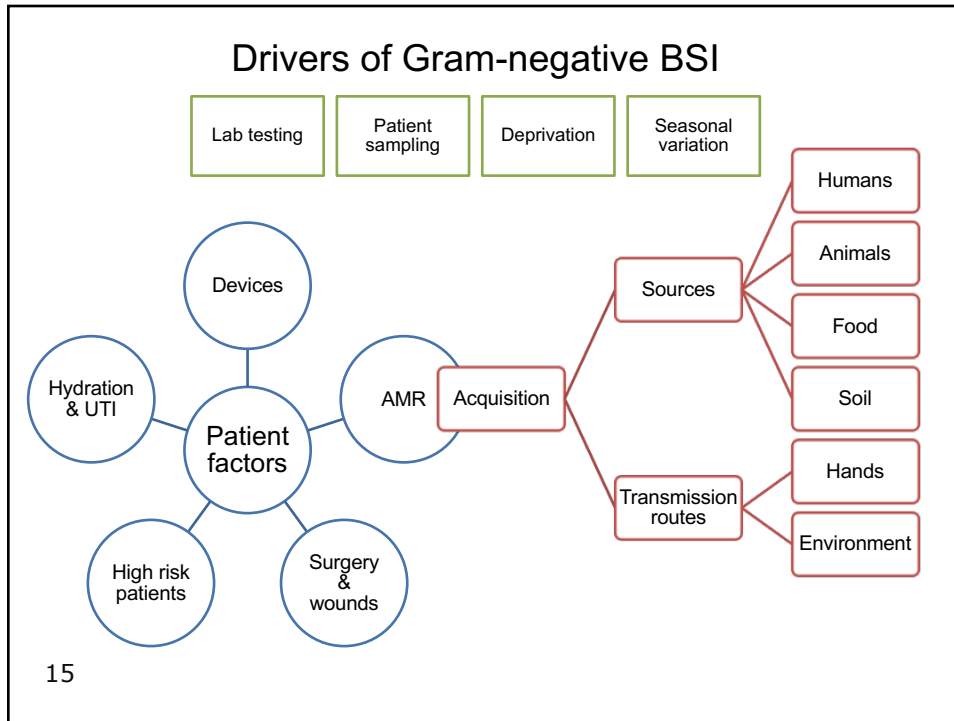 Drivers of Gram-negative BSI
Lab testing
Patient
sampling
Deprivation
Seasonal
variation
Humans
Animals
Food
Soil
Sources
Devices
Hydration
& UTI
AMR
Acquisition
Patient
factors
Transmission
routes
Hands
Environment
High risk
patients
Surgery
&
wounds
15